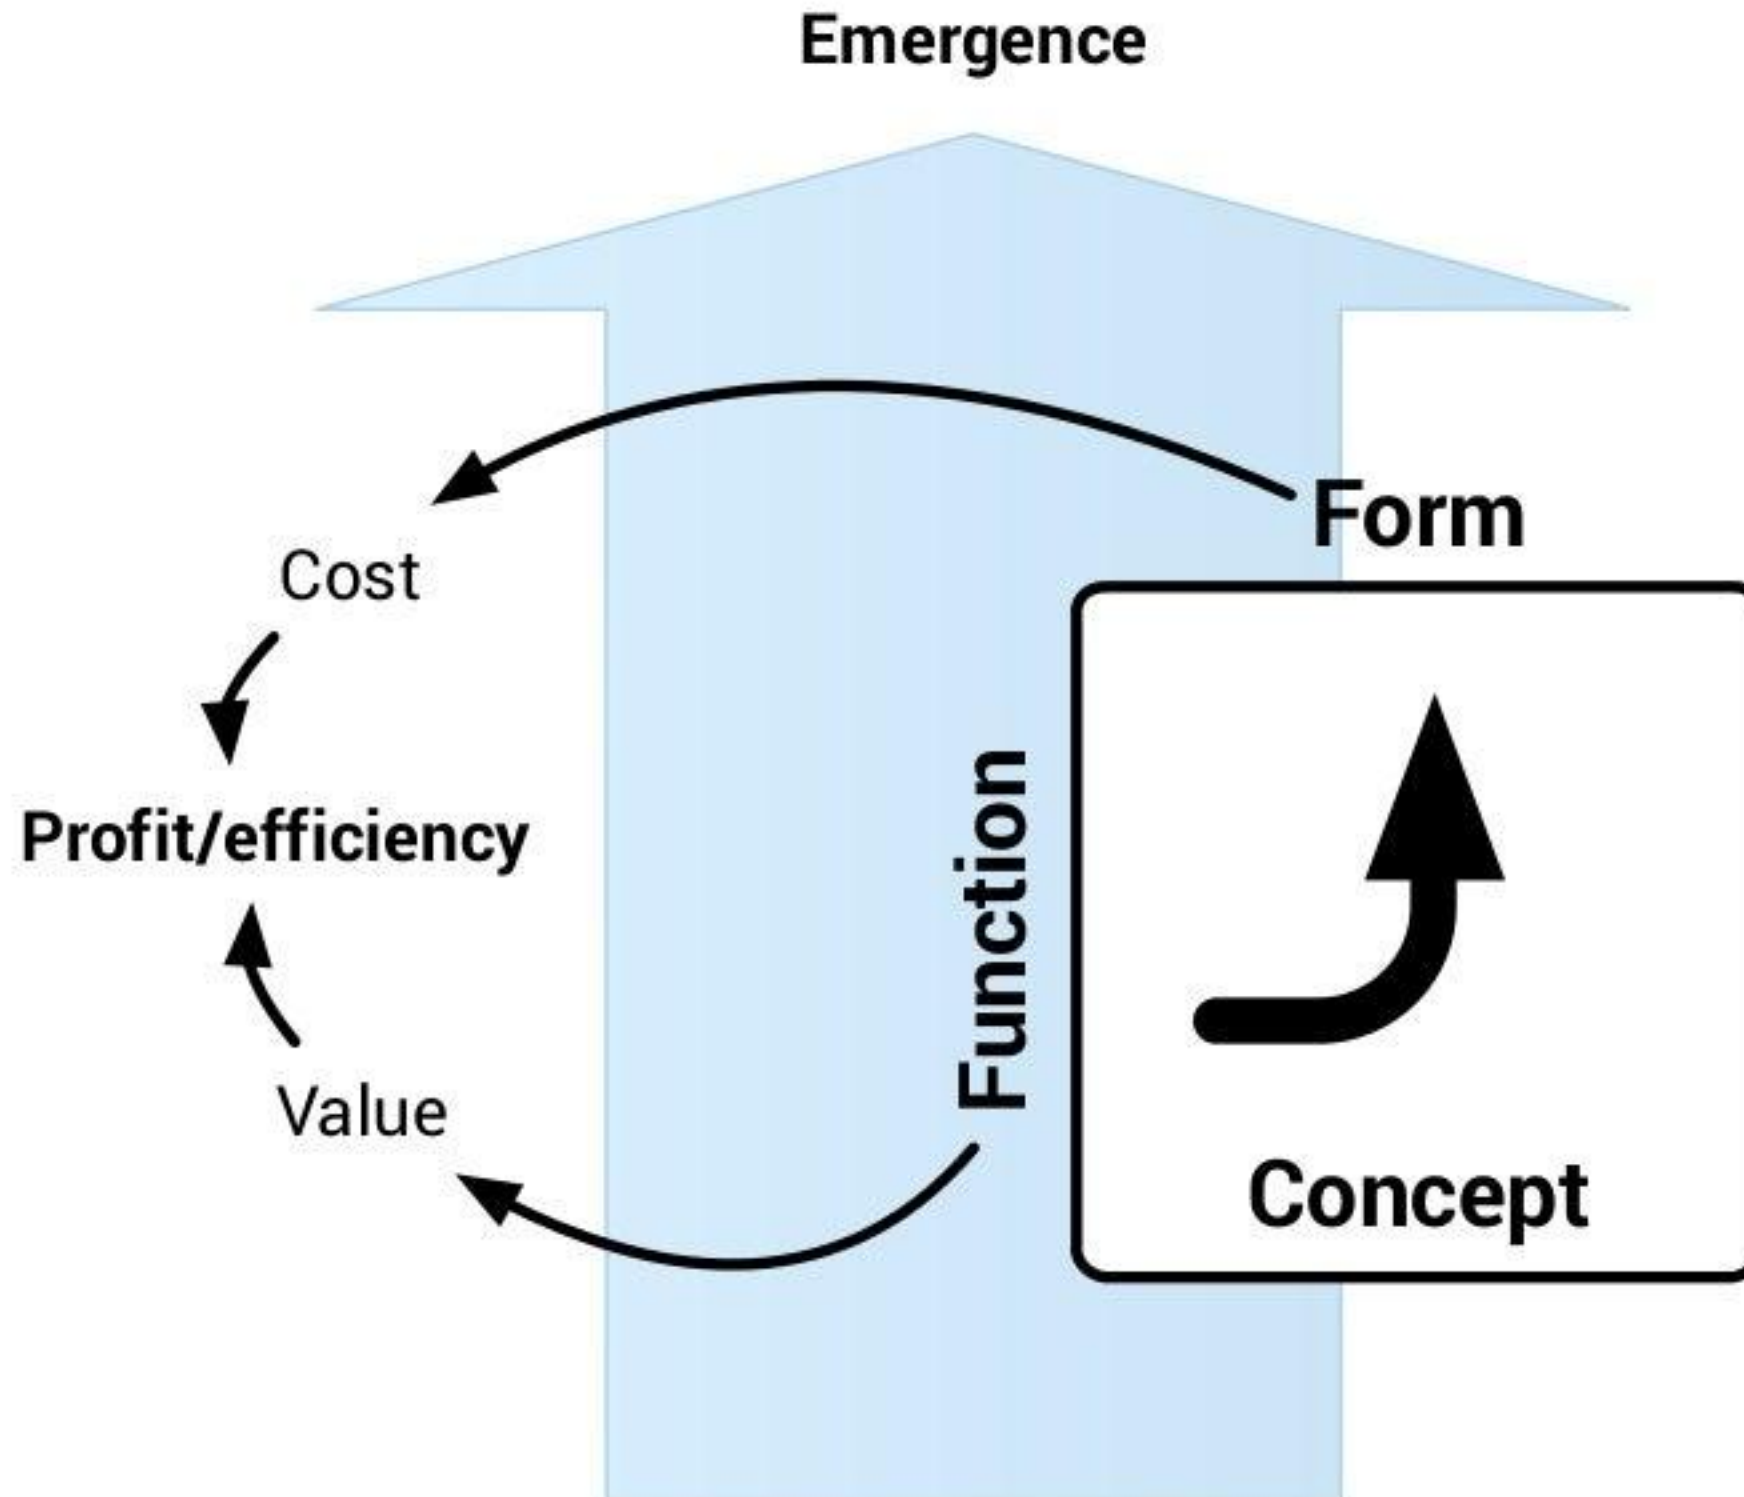 Emergence
Form
Cost
Profit/efficiency
Function
Value
Concept